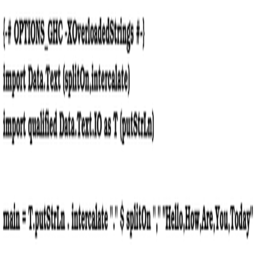 {-# OPTIONS_GHC -XOverloadedStrings #-}
import Data.Text (splitOn,intercalate)
import qualified Data.Text.IO as T (putStrLn)
main = T.putStrLn . intercalate "." $ splitOn "," "Hello,How,Are,You,Today"